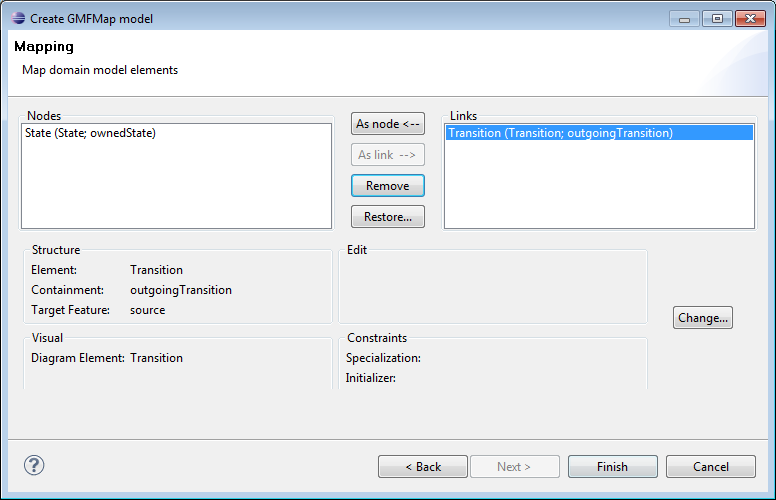 Create GMFMap model
Mapping
Map domain model elements
Nodes
State (State; ownedState)
As node <--
As link -->
Remove
Restore...
Links
Transition (Transition; outgoingTransition)
Structure
Element: Transition
Containment: outgoingTransition
Target Feature: source
Edit
Change...
Visual
Diagram Element: Transition
Constraints
Specialization:
Initializer:
?
< Back
Next >
Finish
Cancel